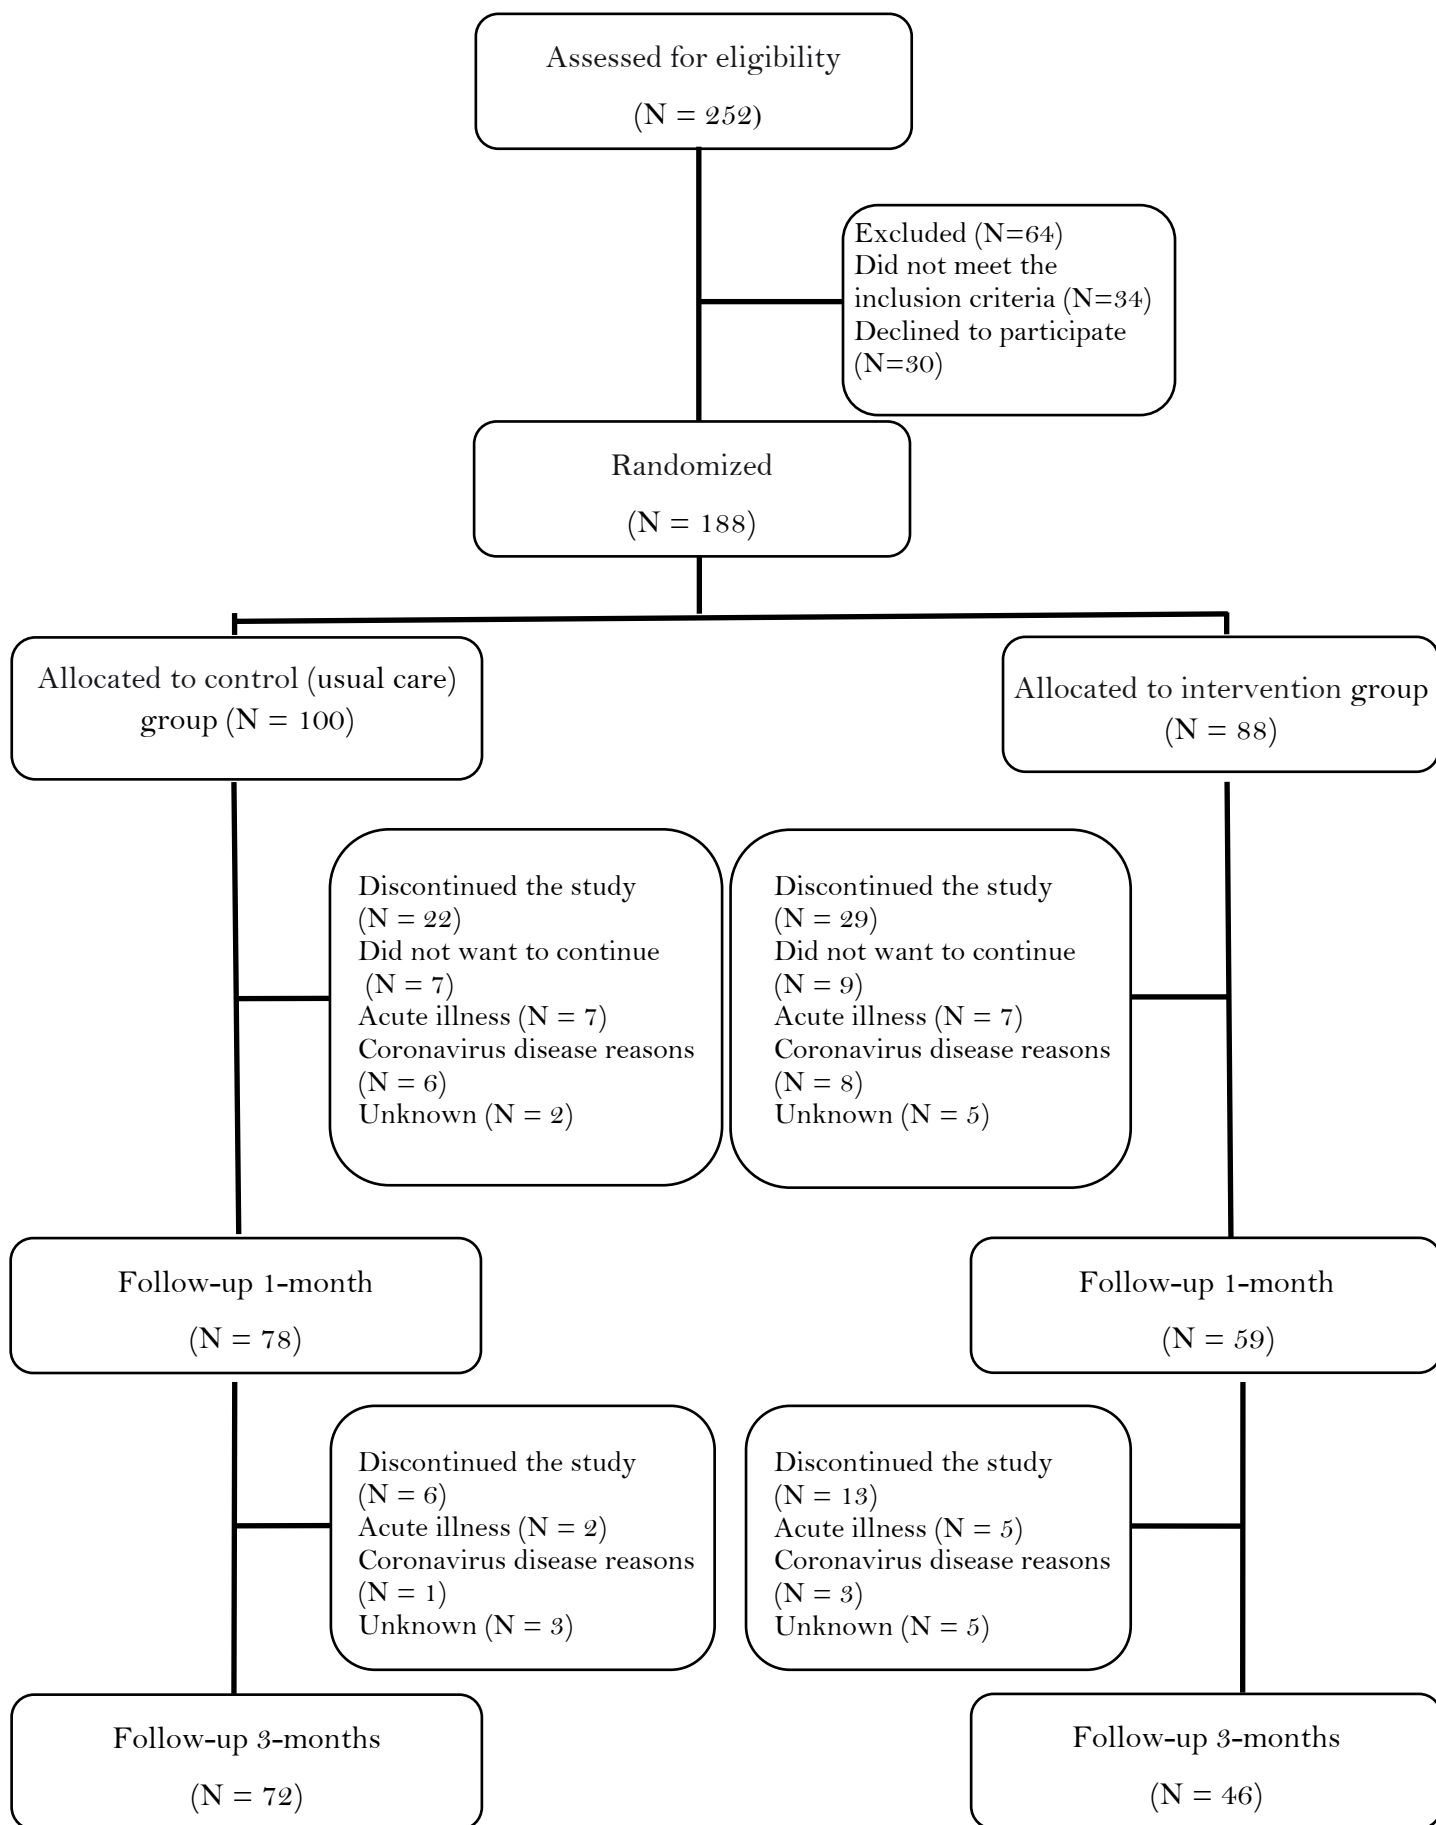 Assessed for eligibility
(N = 252)
Excluded (N=64)
Did not meet the
inclusion criteria (N=34)
Declined to participate
(N=30)
Randomized
(N = 188)
Allocated to control (usual care)
group (N = 100)
Allocated to intervention group
(N = 88)
Discontinued the study
(N = 22)
Did not want to continue
(N = 7)
Acute illness (N = 7)
Coronavirus disease reasons
(N = 6)
Unknown (N = 2)
Discontinued the study
(N = 29)
Did not want to continue
(N = 9)
Acute illness (N = 7)
Coronavirus disease reasons
(N = 8)
Unknown (N = 5)
Follow-up 1-month
(N = 78)
Follow-up 1-month
(N = 59)
Discontinued the study
(N = 6)
Acute illness (N = 2)
Coronavirus disease reasons
(N = 1)
Unknown (N = 3)
Discontinued the study
(N = 13)
Acute illness (N = 5)
Coronavirus disease reasons
(N = 3)
Unknown (N = 5)
Follow-up 3-months
(N = 72)
Follow-up 3-months
(N = 46)